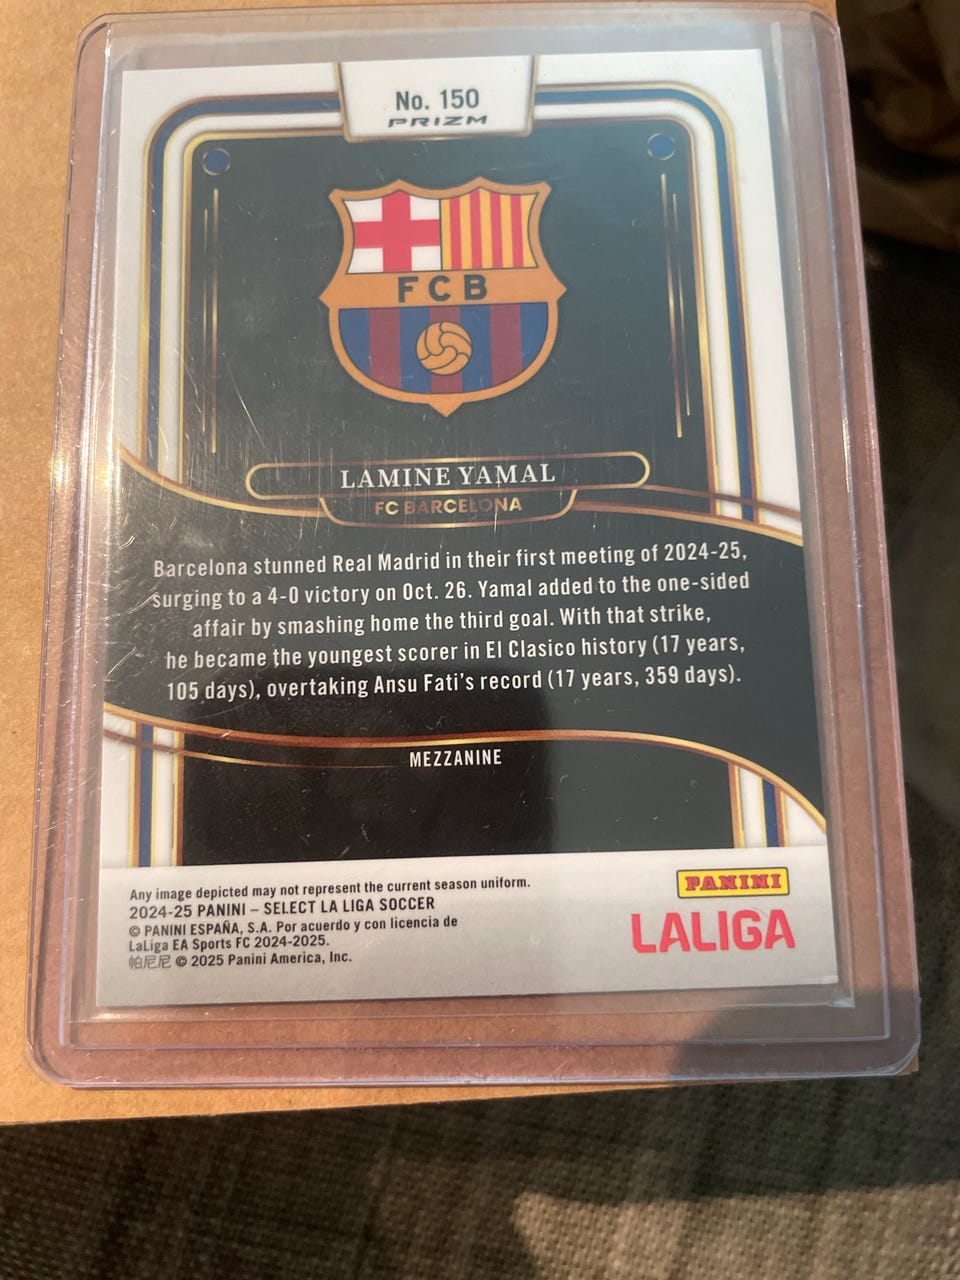 No. 150
PRIZM
FCB
LAMINE YAMAL
FC BARCELONA
Barcelona stunned Real Madrid in their first meeting of 2024-25,
surging to a 4-0 victory on Oct. 26. Yamal added to the one-sided
affair by smashing home the third goal. With that strike,
he became the youngest scorer in El Clasico history (17 years,
105 days), overtaking Ansu Fati's record (17 years, 359 days).
MEZZANINE
Any image depicted may not represent the current season uniform.
2024-25 PANINI – SELECT LA LIGA SOCCER
© PANINI ESPAÑA, S.A. Por acuerdo y con licencia de
LaLiga EA Sports FC 2024-2025.
帕尼尼 © 2025 Panini America, Inc.
PANINI
LALIGA